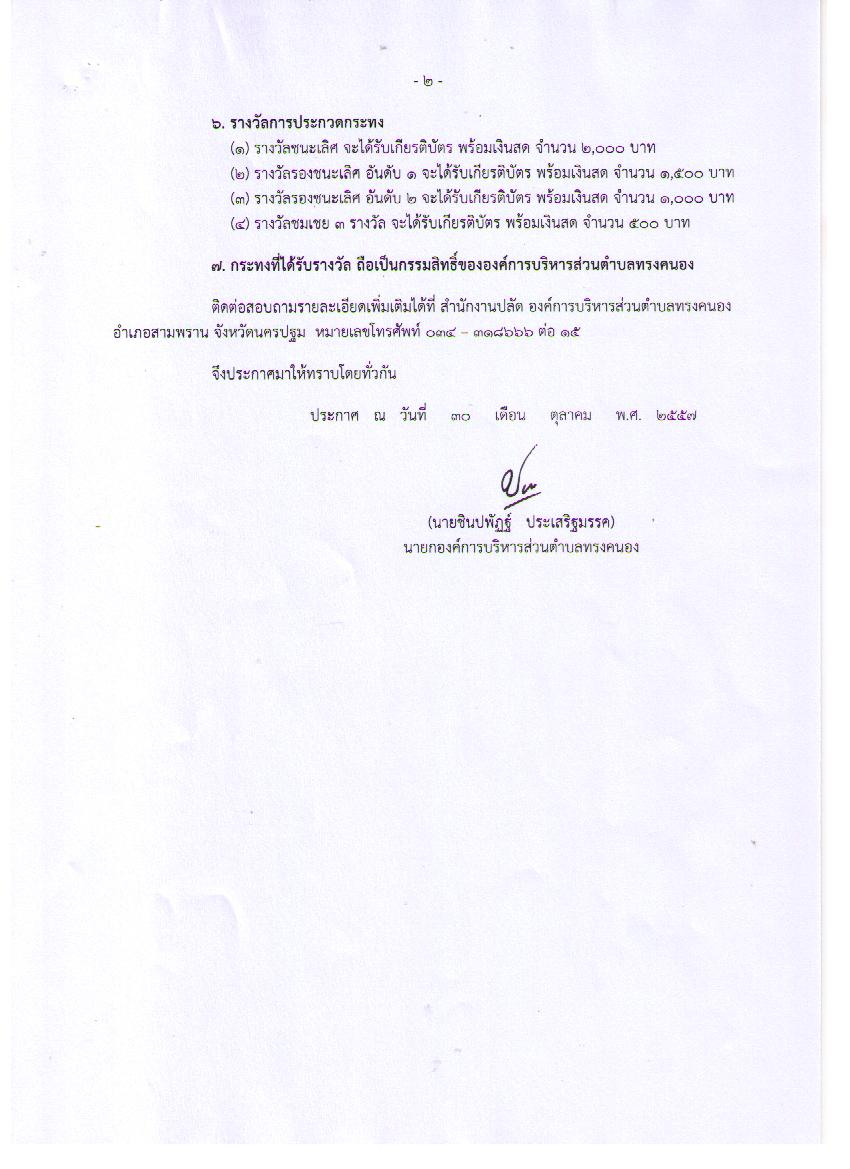 - ๒ -
๖. รางวัลการประกวดกระทง
(๑) รางวัลชนะเลิศ จะได้รับเกียรติบัตร พร้อมเงินสด จำนวน ๒,๐๐๐ บาท
(๒) รางวัลรองชนะเลิศ อันดับ ๑ จะได้รับเกียรติบัตร พร้อมเงินสด จำนวน ๑,๕๐๐ บาท
(๓) รางวัลรองชนะเลิศ อันดับ ๒ จะได้รับเกียรติบัตร พร้อมเงินสด จำนวน ๑,๐๐๐ บาท
(๔) รางวัลชมเชย ๓ รางวัล จะได้รับเกียรติบัตร พร้อมเงินสด จำนวน ๕๐๐ บาท
๗. กระทงที่ได้รับรางวัล ถือเป็นกรรมสิทธิ์ขององค์การบริหารส่วนตำบลทรงคนอง
ติดต่อสอบถามรายละเอียดเพิ่มเติมได้ที่ สำนักงานปลัด องค์การบริหารส่วนตำบลทรงคนอง
อำเภอสามพราน จังหวัดนครปฐม หมายเลขโทรศัพท์ ๐๓๔ – ๓๑๘๖๖๖ ต่อ ๑๕
จึงประกาศมาให้ทราบโดยทั่วกัน
ประกาศ ณ วันที่ ๓๐ เดือน ตุลาคม พ.ศ. ๒๕๕๗
(นายชินปพัฏฐ์ ประเสริฐมรรค)
นายกองค์การบริหารส่วนตำบลทรงคนอง